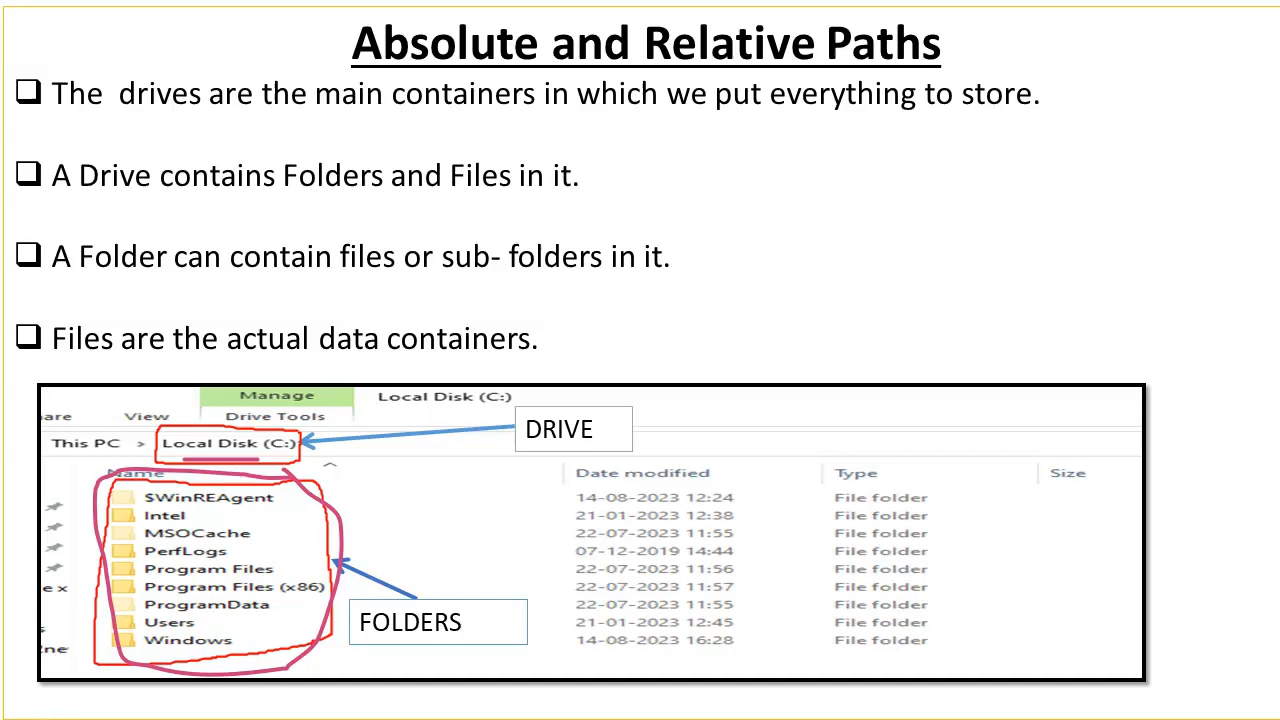 Absolute and Relative Paths
❑ The drives are the main containers in which we put everything to store.
❑ A Drive contains Folders and Files in it.
❑ A Folder can contain files or sub- folders in it.
❑ Files are the actual data containers.
Manage Local Disk (C:)
are View Drive Tools
DRIVE
This PC > Local Disk (C:)
Name Date modified Type Size
$WinREAgent 14-08-2023 12:24 File folder
Intel 21-01-2023 12:38 File folder
MSOCache 22-07-2023 11:55 File folder
PerfLogs 07-12-2019 14:44 File folder
Program Files 22-07-2023 11:56 File folder
e x Program Files (x86) 22-07-2023 11:57 File folder
ProgramData 22-07-2023 11:55 File folder
FOLDERS
Users 21-01-2023 12:45 File folder
Windows 14-08-2023 16:28 File folder